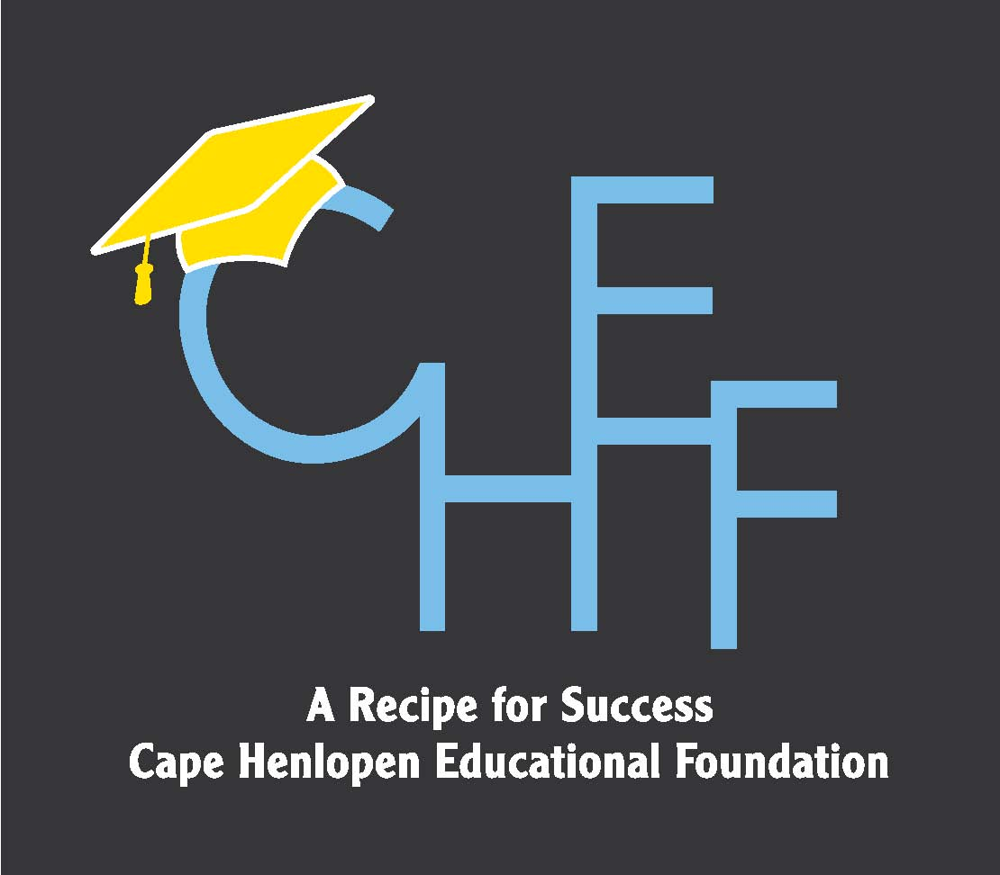 CHEF
A Recipe for Success
Cape Henlopen Educational Foundation